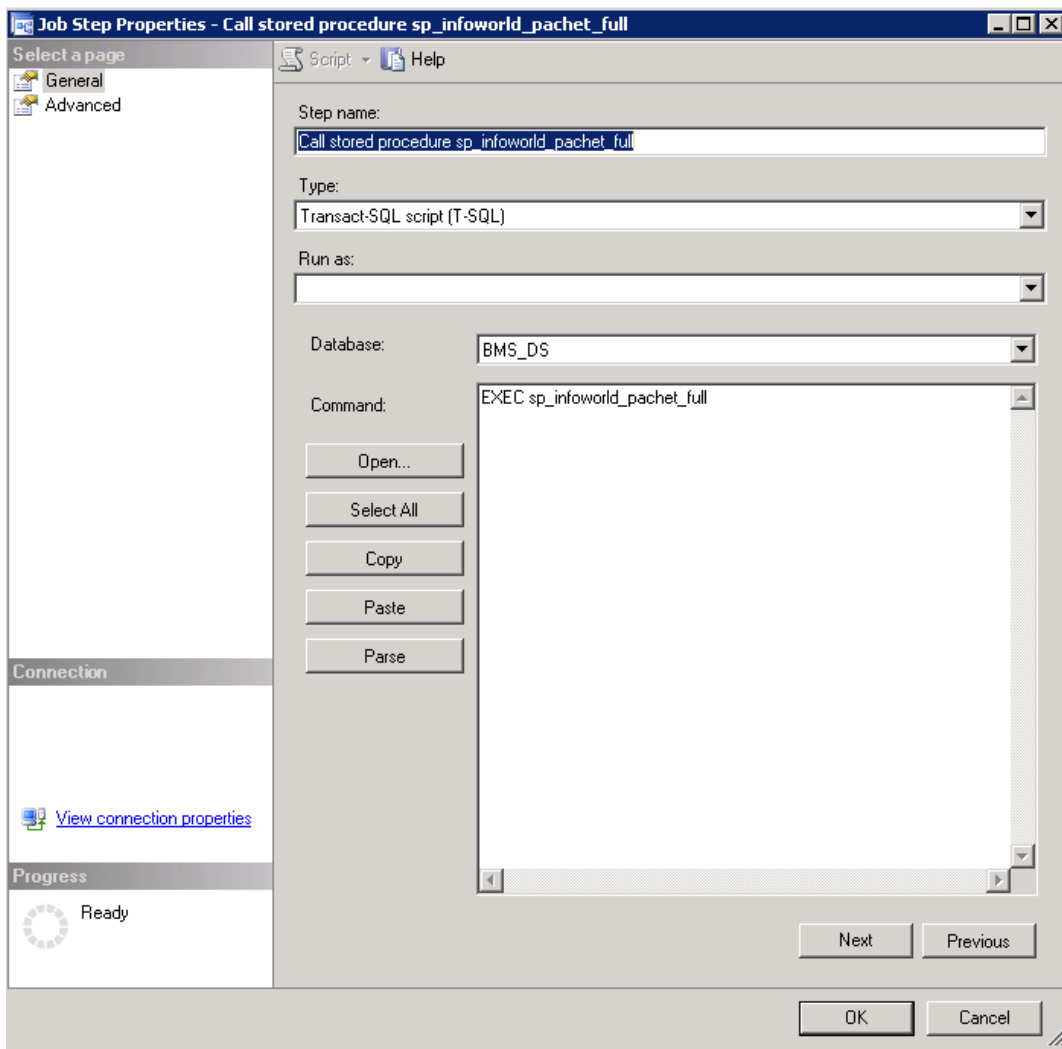 Job Step Properties - Call stored procedure sp_infoworld_pachet_full
Select a page
General
Advanced
Script
Help
Step name:
Call stored procedure sp_infoworld_pachet_full
Type:
Transact-SQL script (T-SQL)
Run as:
Database:
BMS_DS
Command:
EXEC sp_infoworld_pachet_full
Open...
Select All
Copy
Paste
Parse
Connection
View connection properties
Progress
Ready
Next
Previous
OK
Cancel